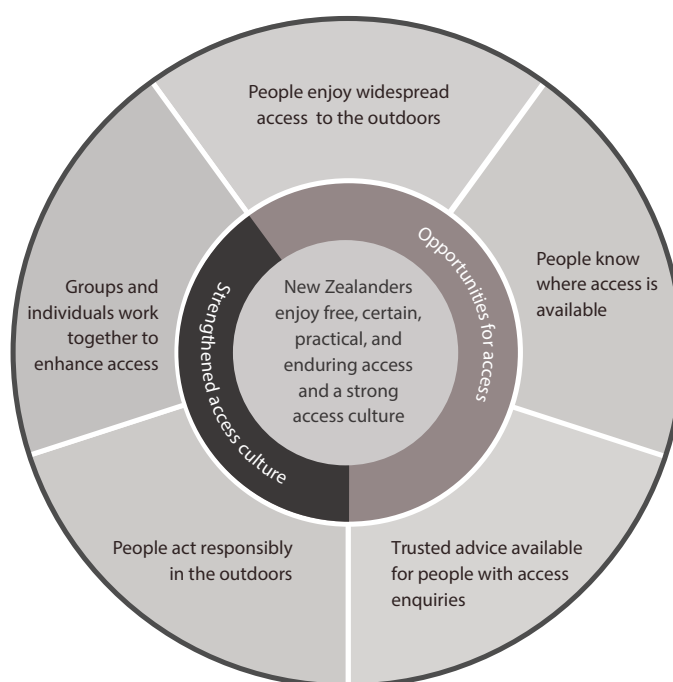 People enjoy widespread
access to the outdoors
People know
where access is
available
Trusted advice available
for people with access
enquiries
People act responsibly
in the outdoors
Groups and
individuals work
together to
enhance access
Opportunities for access
Strengthened access culture
New Zealanders
enjoy free, certain,
practical, and
enduring access
and a strong
access culture